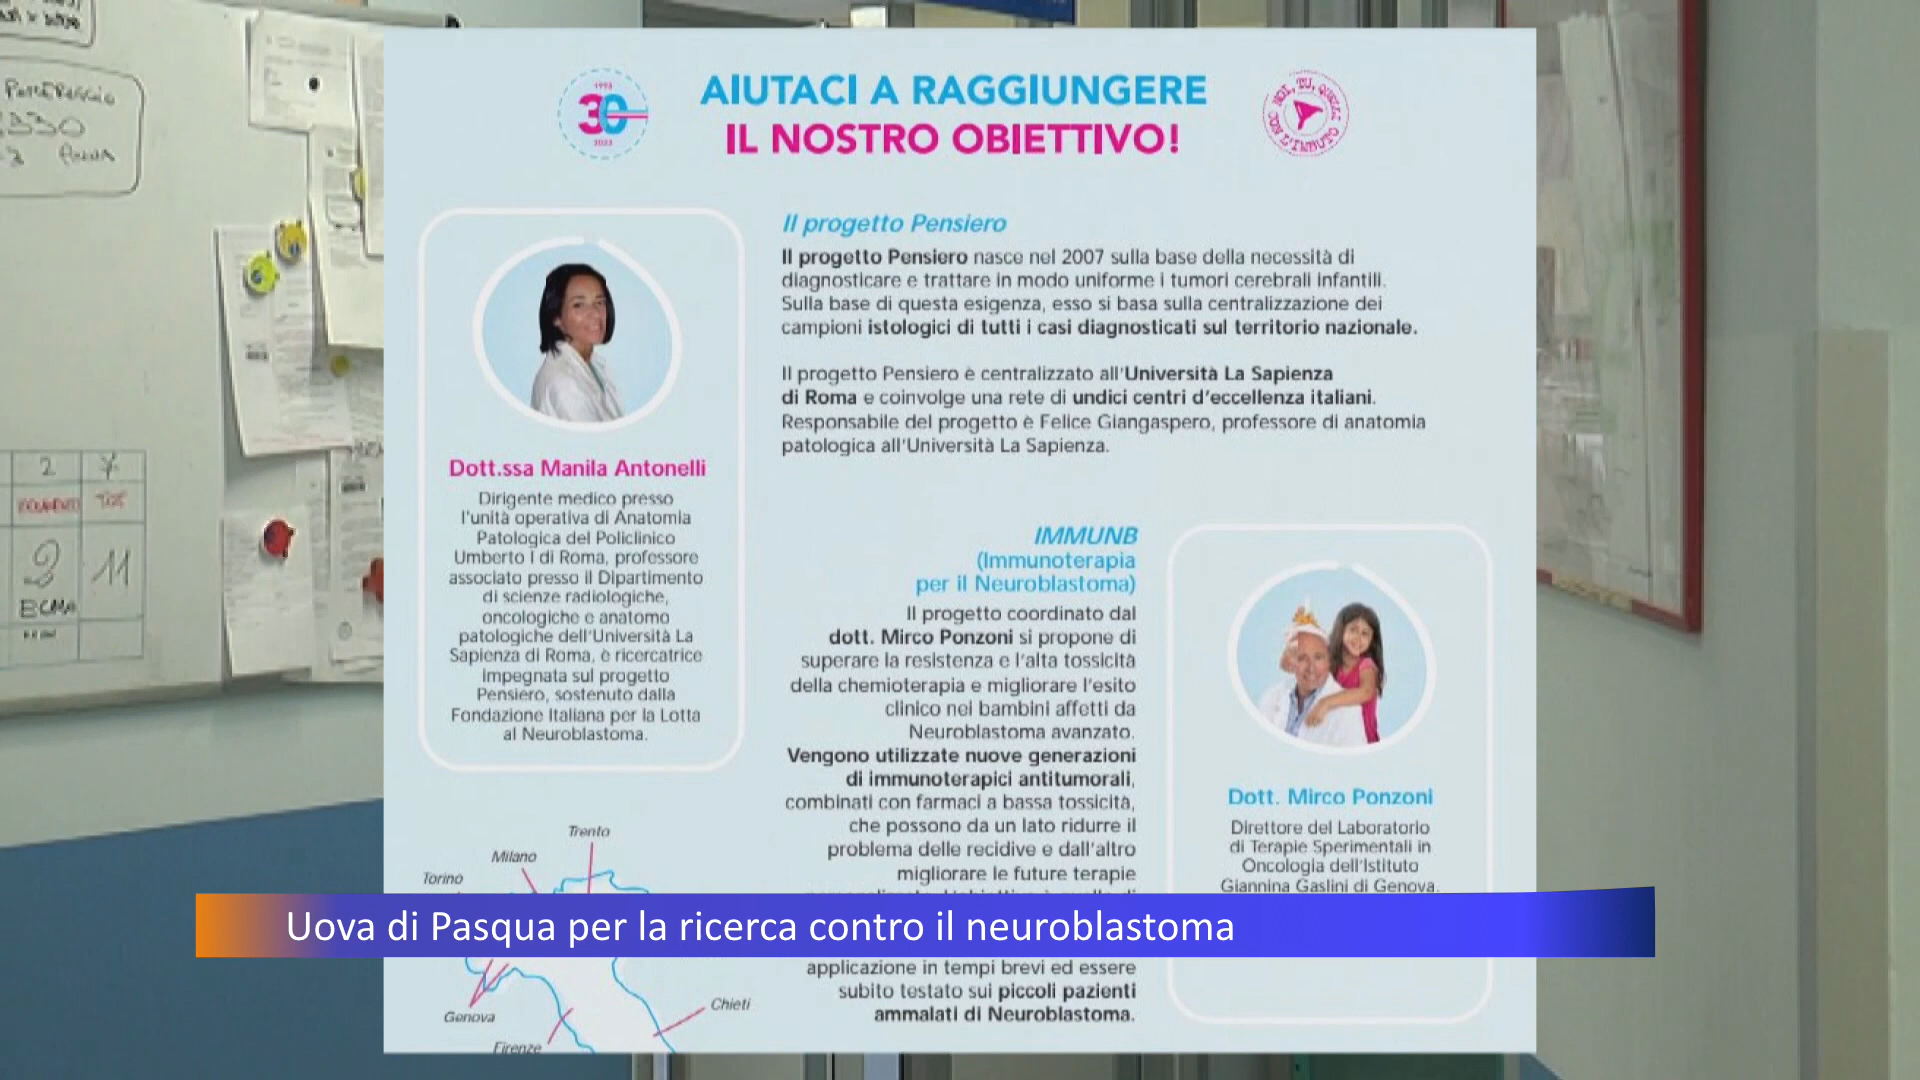 AIUTACI A RAGGIUNGERE
IL NOSTRO OBIETTIVO!
1993
30
2023
NOI, TU, QUELLI
CON L'IMBUTO
Il progetto Pensiero
Il progetto Pensiero nasce nel 2007 sulla base della necessità di
diagnosticare e trattare in modo uniforme i tumori cerebrali infantili.
Sulla base di questa esigenza, esso si basa sulla centralizzazione dei
campioni istologici di tutti i casi diagnosticati sul territorio nazionale.
Il progetto Pensiero è centralizzato all'Università La Sapienza
di Roma e coinvolge una rete di undici centri d'eccellenza italiani.
Responsabile del progetto è Felice Giangaspero, professore di anatomia
patologica all'Università La Sapienza.
Dott.ssa Manila Antonelli
Dirigente medico presso
l'unità operativa di Anatomia
Patologica del Policlinico
Umberto I di Roma, professore
associato presso il Dipartimento
di scienze radiologiche,
oncologiche e anatomo
patologiche dell'Università La
Sapienza di Roma, è ricercatrice
impegnata sul progetto
Pensiero, sostenuto dalla
Fondazione Italiana per la Lotta
al Neuroblastoma.
IMMUNB
(Immunoterapia
per il Neuroblastoma)
Il progetto coordinato dal
dott. Mirco Ponzoni si propone di
superare la resistenza e l'alta tossicità
della chemioterapia e migliorare l'esito
clinico nei bambini affetti da
Neuroblastoma avanzato.
Vengono utilizzate nuove generazioni
di immunoterapici antitumorali,
combinati con farmaci a bassa tossicità,
che possono da un lato ridurre il
problema delle recidive e dall'altro
migliorare le future terapie
applicazione in tempi brevi ed essere
subito testato sui piccoli pazienti
ammalati di Neuroblastoma.
Dott. Mirco Ponzoni
Direttore del Laboratorio
di Terapie Sperimentali in
Oncologia dell'Istituto
Giannina Gaslini di Genova.
Trento
Milano
Torino
Genova
Firenze
Chieti
Uova di Pasqua per la ricerca contro il neuroblastoma
2
11